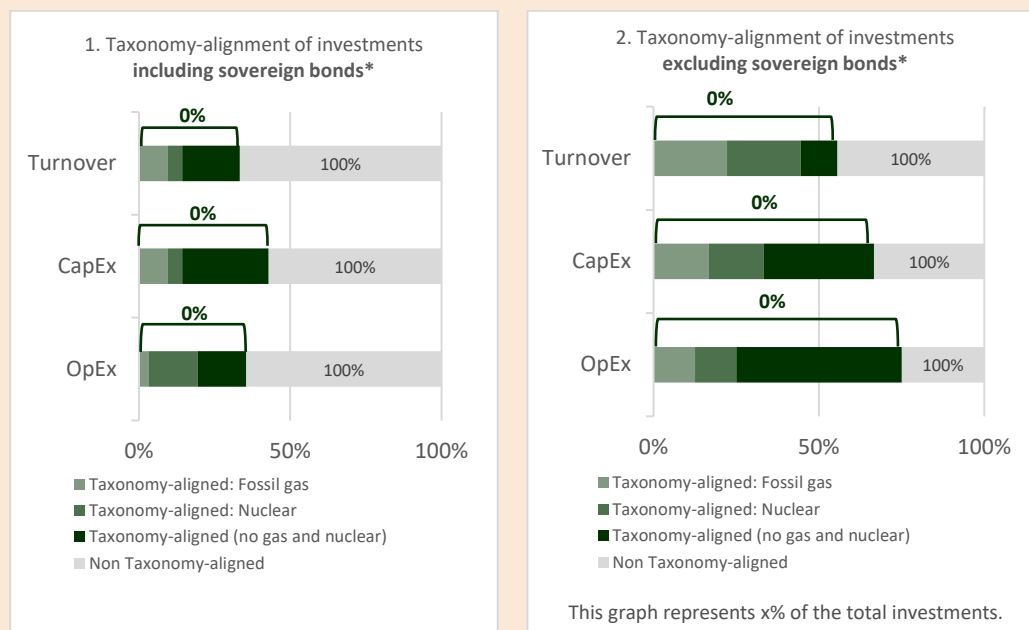 1. Taxonomy-alignment of investments
including sovereign bonds*
0%
Turnover
100%
0%
CapEx
100%
0%
OpEx
100%
0%
50%
100%
Taxonomy-aligned: Fossil gas
Taxonomy-aligned: Nuclear
Taxonomy-aligned (no gas and nuclear)
Non Taxonomy-aligned
2. Taxonomy-alignment of investments
excluding sovereign bonds*
0%
Turnover
100%
0%
CapEx
100%
0%
OpEx
100%
0%
50%
100%
Taxonomy-aligned: Fossil gas
Taxonomy-aligned: Nuclear
Taxonomy-aligned (no gas and nuclear)
Non Taxonomy-aligned
This graph represents x% of the total investments.